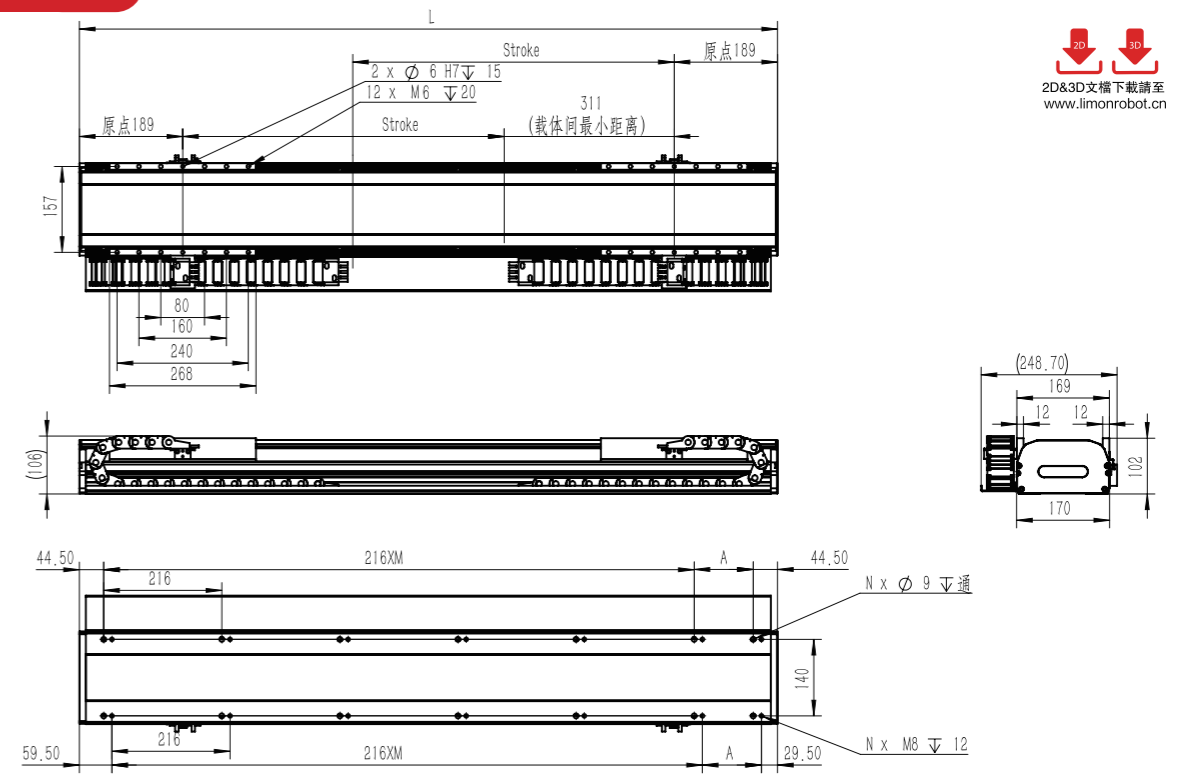 L
Stroke
原点189
2 x Ø 6 H7↧ 15
12 x M6 ↧20
原点189
Stroke
311
(载体间最小距离)
157
80
160
240
268
2D
3D
2D&3D文檔下載請至
www.limonrobot.cn
(106)
(248.70)
169
12
12
102
170
44.50
216XM
A
44.50
216
N x Ø 9 ↧通
140
N x M8 ↧ 12
216
59.50
216XM
A
29.50